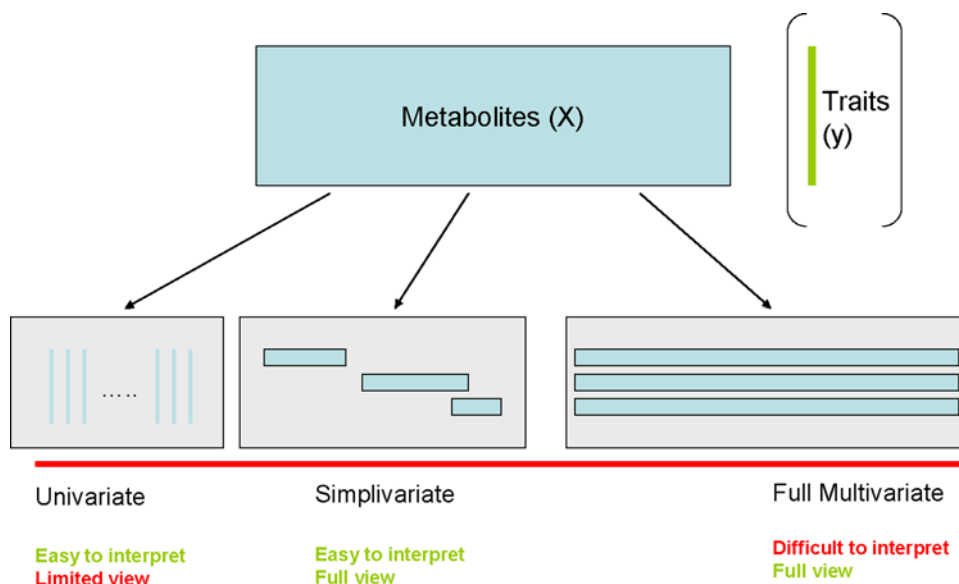 Metabolites (X)
Traits
(y)
.....
Univariate
Simplivariate
Full Multivariate
Easy to interpret
Limited view
Easy to interpret
Full view
Difficult to interpret
Full view